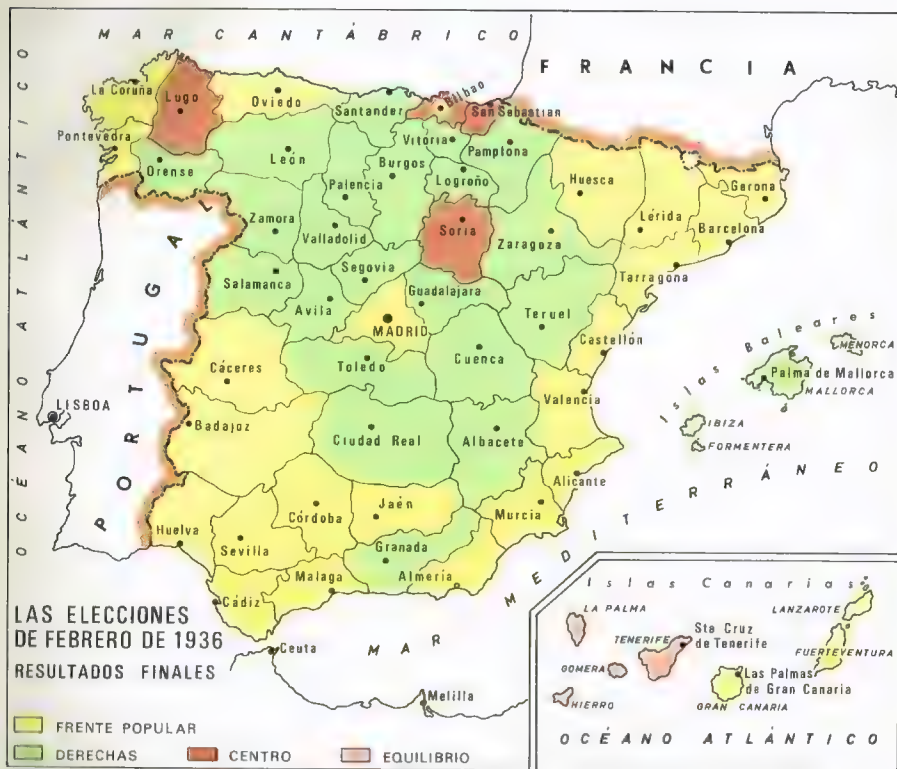 MAR CANTÁBRICO
FRANCIA
OCÉANO ATLÁNTICO
La Coruña
Lugo
Oviedo
Santander
Bilbao
San Sebastián
Pontevedra
Orense
León
Vitoria
Pamplona
Burgos
Palencia
Logroño
Huesca
Gerona
Lérida
Barcelona
Zamora
Valladolid
Soria
Zaragoza
Tarragona
Salamanca
Segovia
Avila
Guadalajara
MADRID
Teruel
Castellón
PORTUGAL
Cáceres
Toledo
Cuenca
Valencia
LISBOA
Badajoz
Ciudad Real
Albacete
Alicante
Islas Baleares
MENORCA
Palma de Mallorca
MALLORCA
IBIZA
FORMENTERA
Huelva
Sevilla
Córdoba
Jaén
Murcia
Granada
Almería
Malaga
Cádiz
MAR MEDITERRÁNEO
Ceuta
Melilla
LAS ELECCIONES
DE FEBRERO DE 1936
RESULTADOS FINALES
FRENTE POPULAR
DERECHAS
CENTRO
EQUILIBRIO
Islas Canarias
LA PALMA
LANZAROTE
TENERIFE
Sta Cruz
de Tenerife
FUERTEVENTURA
GOMERA
HIERRO
Las Palmas
de Gran Canaria
GRAN CANARIA
OCÉANO ATLÁNTICO